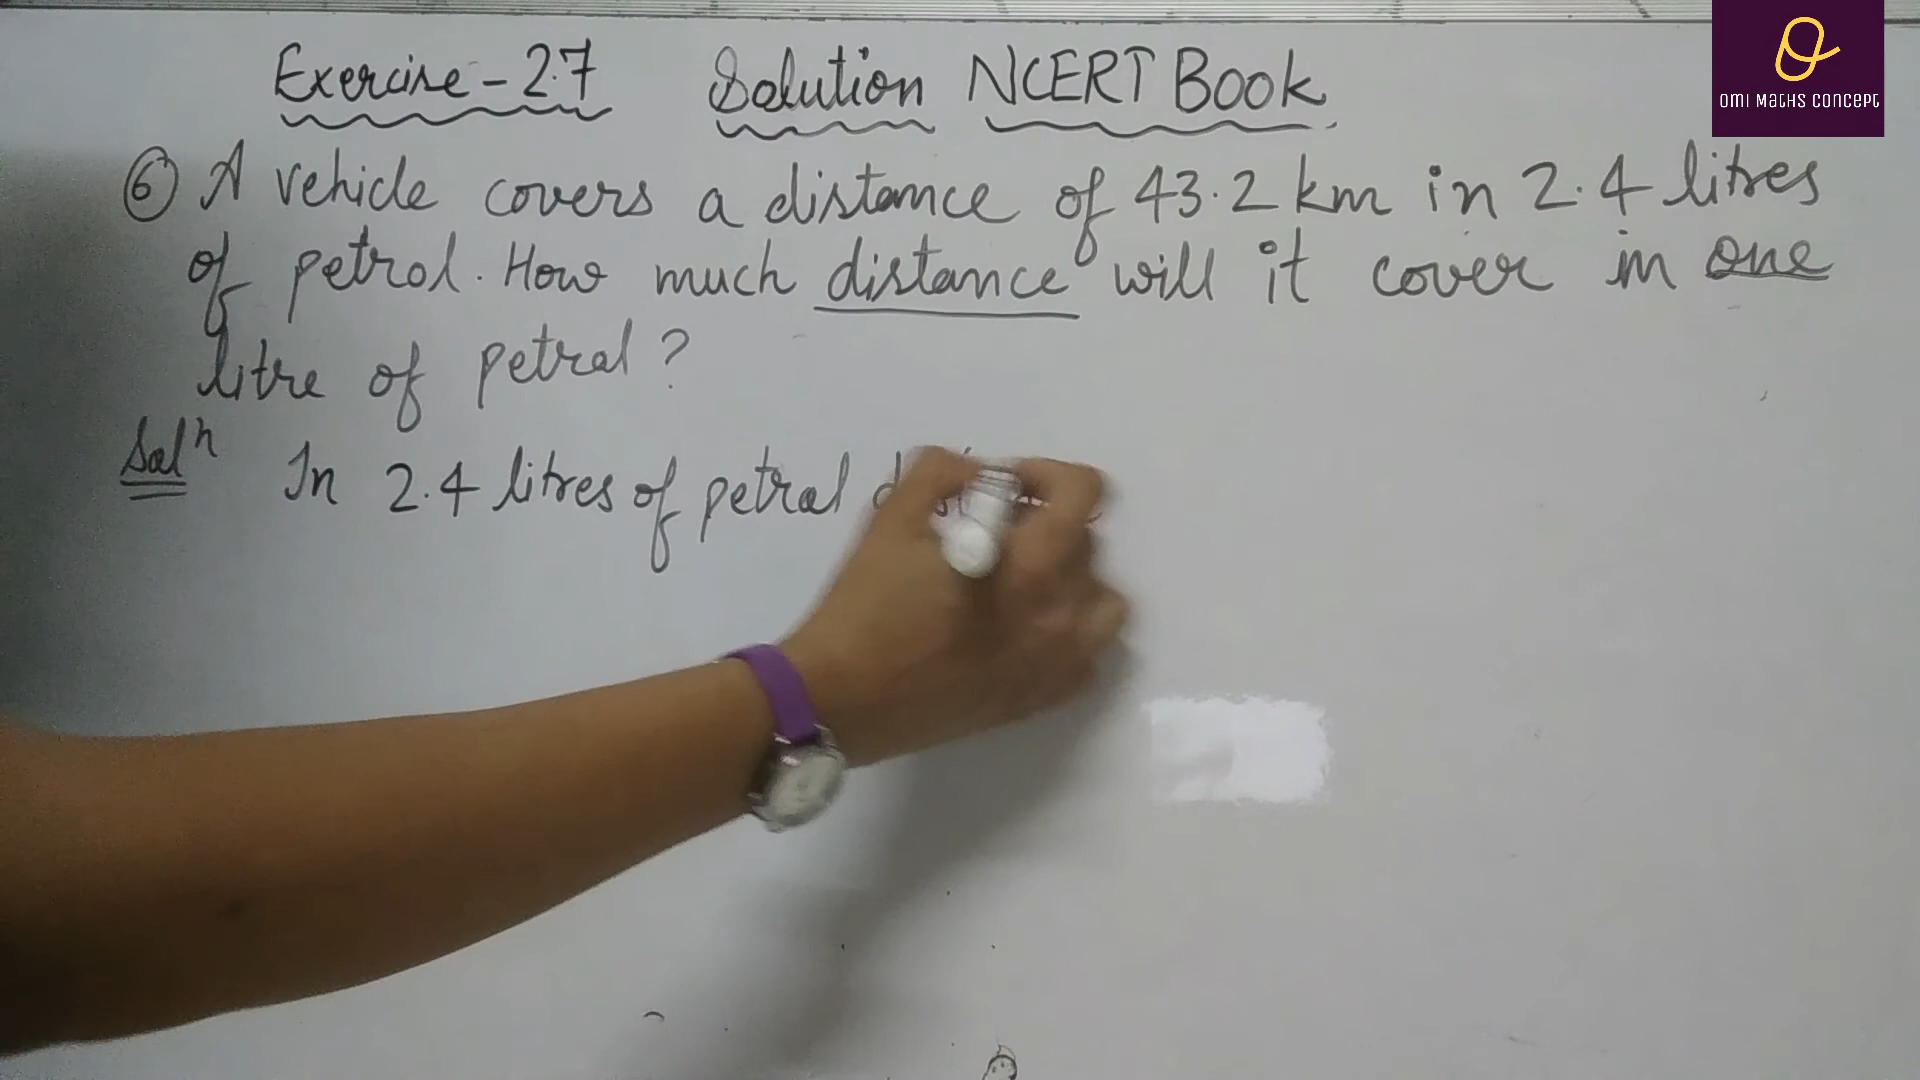 Exercise - 2.7 Solution NCERT Book
OMI MATHS CONCEPT
⑥ A vehicle covers a distance of 43.2 km in 2.4 litres
of petrol. How much distance will it cover in one
litre of petral?
Solⁿ In 2.4 litres of petral